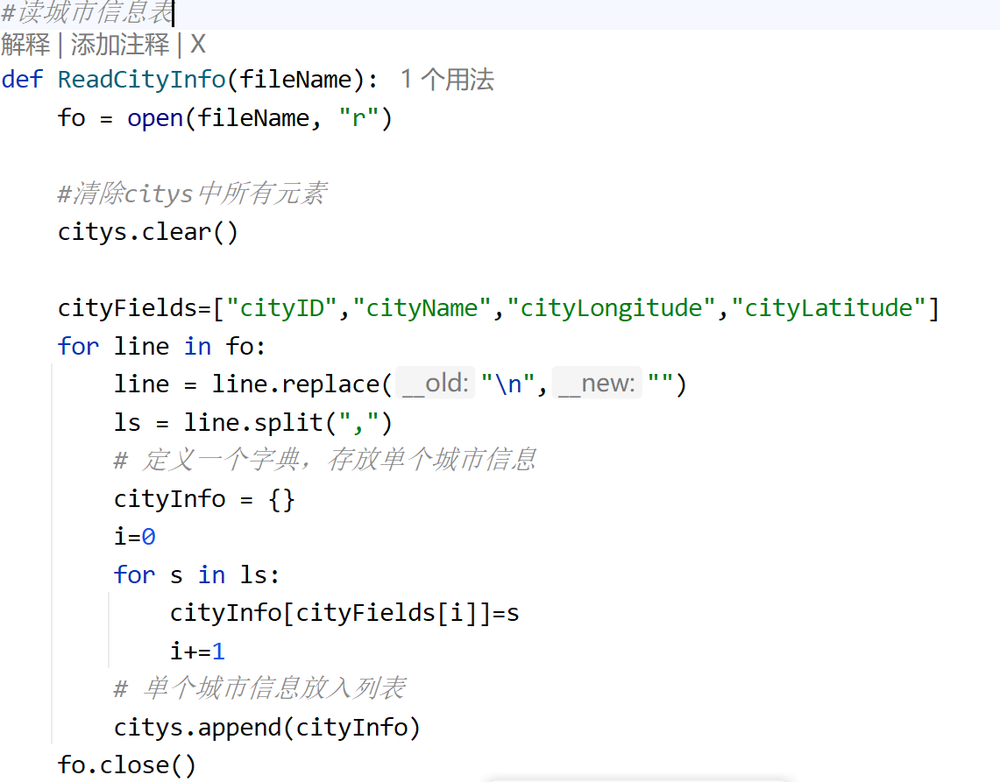 #读城市信息表
解释 | 添加注释 | X
def ReadCityInfo(fileName): 1 个用法
    fo = open(fileName, "r")
    #清除citys中所有元素
    citys.clear()
    cityFields=["cityID","cityName","cityLongitude","cityLatitude"]
    for line in fo:
        line = line.replace( __old: "\n", __new: "")
        ls = line.split(",")
        # 定义一个字典，存放单个城市信息
        cityInfo = {}
        i=0
        for s in ls:
            cityInfo[cityFields[i]]=s
            i+=1
        # 单个城市信息放入列表
        citys.append(cityInfo)
    fo.close()